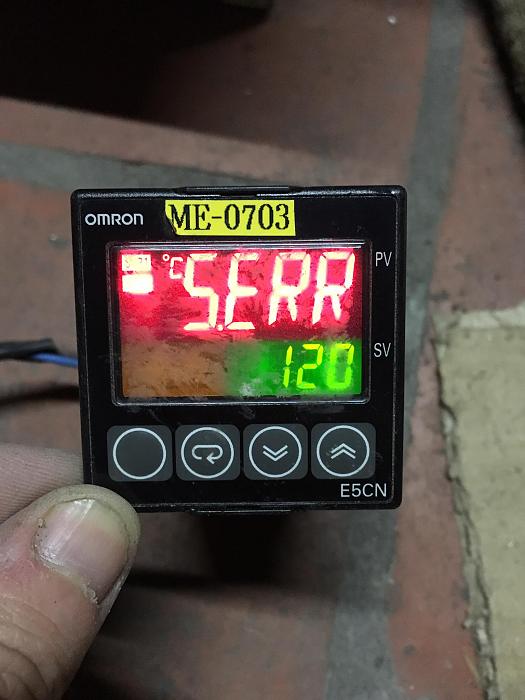 OMRON
ME-0703
°C S.ERR
PV
120
SV
E5CN